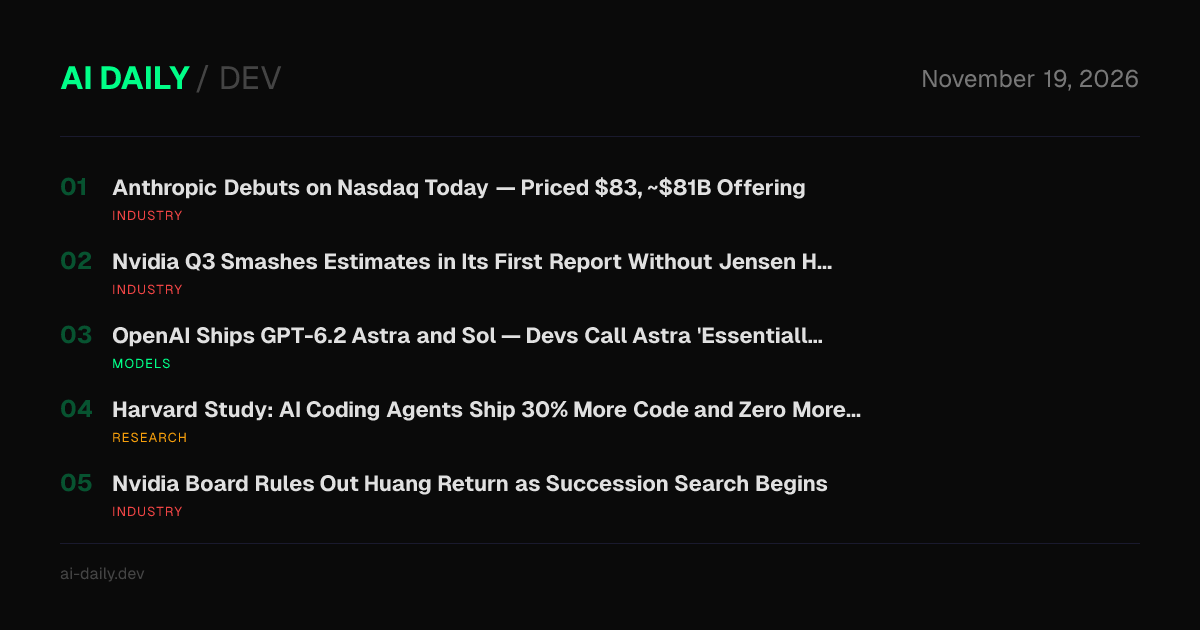 AI DAILY / DEV
November 19, 2026
01 Anthropic Debuts on Nasdaq Today — Priced $83, ~$81B Offering
INDUSTRY
02 Nvidia Q3 Smashes Estimates in Its First Report Without Jensen H...
INDUSTRY
03 OpenAI Ships GPT-6.2 Astra and Sol — Devs Call Astra 'Essentiall...
MODELS
04 Harvard Study: AI Coding Agents Ship 30% More Code and Zero More...
RESEARCH
05 Nvidia Board Rules Out Huang Return as Succession Search Begins
INDUSTRY
ai-daily.dev